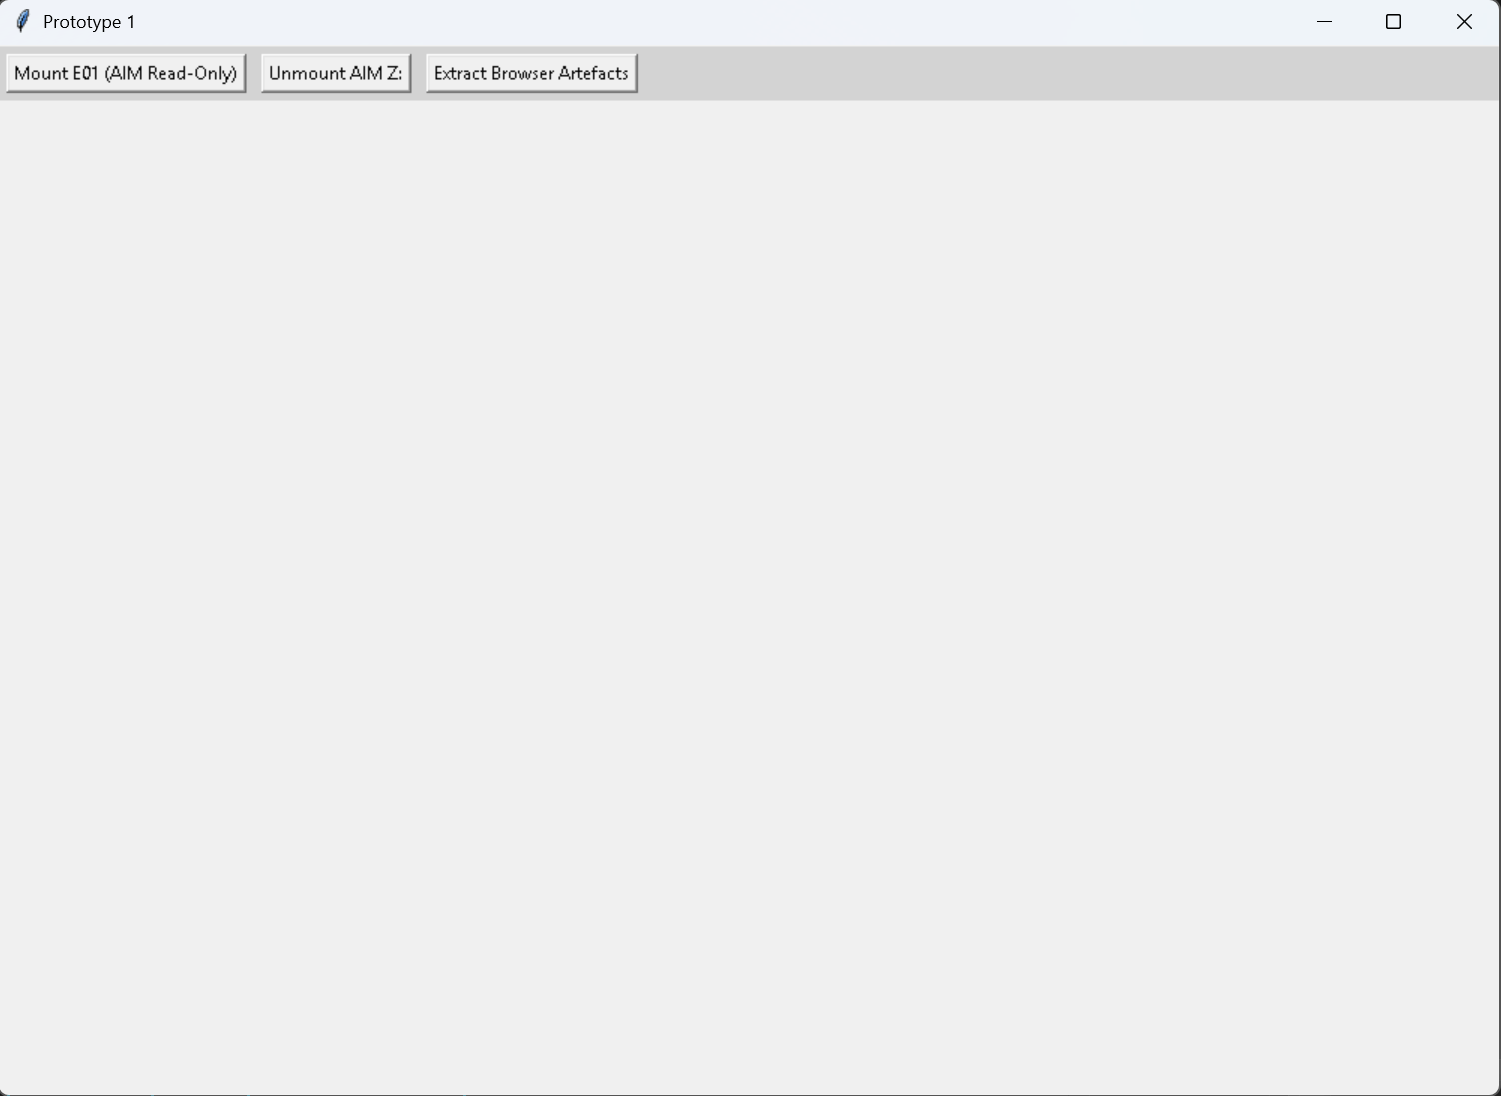 Prototype 1
Mount E01 (AIM Read-Only) Unmount AIM Z: Extract Browser Artefacts